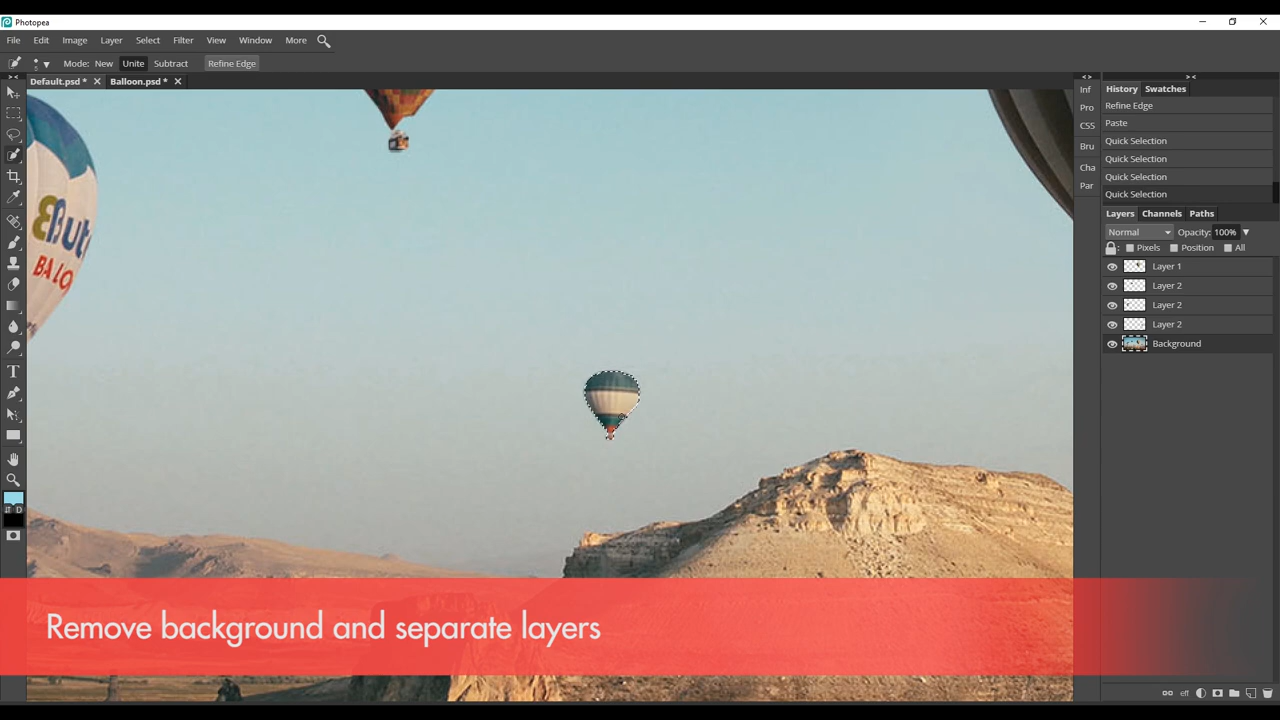 Photopea
File Edit Image Layer Select Filter View Window More
Mode: New Unite Subtract Refine Edge
Default.psd * Balloon.psd *
Inf
Pro
CSS
Bru
Cha
Par
History Swatches
Refine Edge
Paste
Quick Selection
Quick Selection
Quick Selection
Quick Selection
Layers Channels Paths
Normal Opacity: 100%
Pixels Position All
Layer 1
Layer 2
Layer 2
Layer 2
Background
D
BALO
Remove background and separate layers
eff